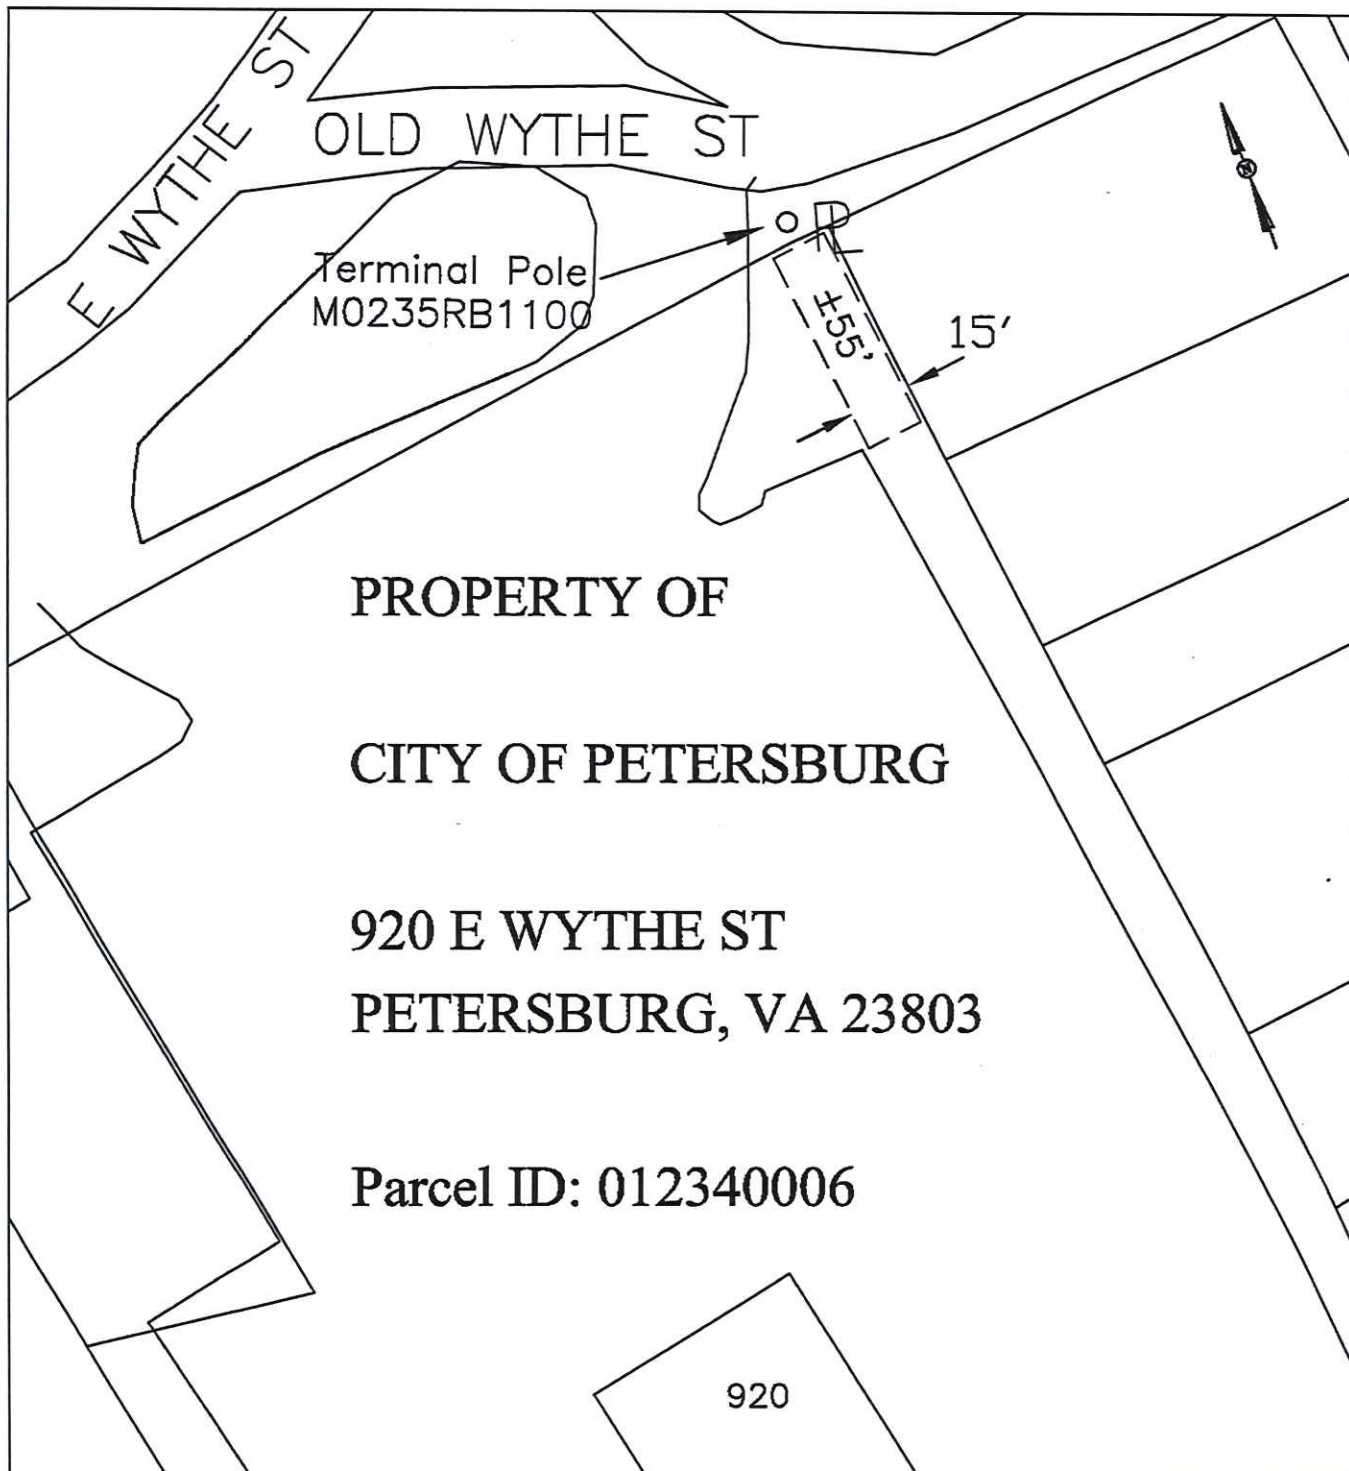 E WYTHE ST
OLD WYTHE ST
Terminal Pole
M0235RB1100
PL
±55'
15'
N
PROPERTY OF
CITY OF PETERSBURG
920 E WYTHE ST
PETERSBURG, VA 23803
Parcel ID: 012340006
920